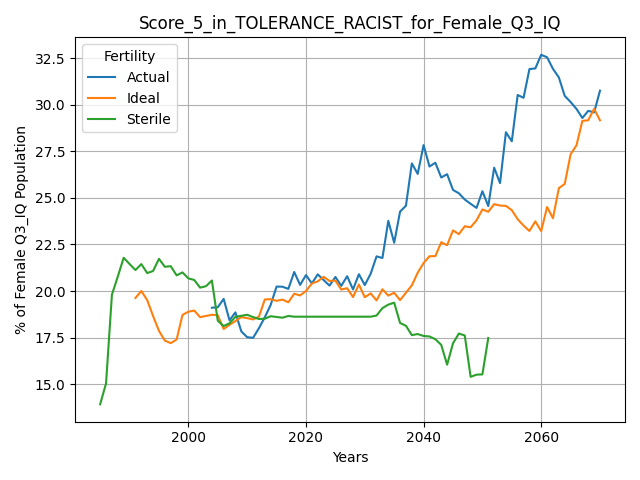 Score_5_in_TOLERANCE_RACIST_for_Female_Q3_IQ
Fertility
Actual
Ideal
Sterile
32.5
30.0
27.5
25.0
22.5
20.0
17.5
15.0
% of Female Q3_IQ Population
2000 2020 2040 2060
Years